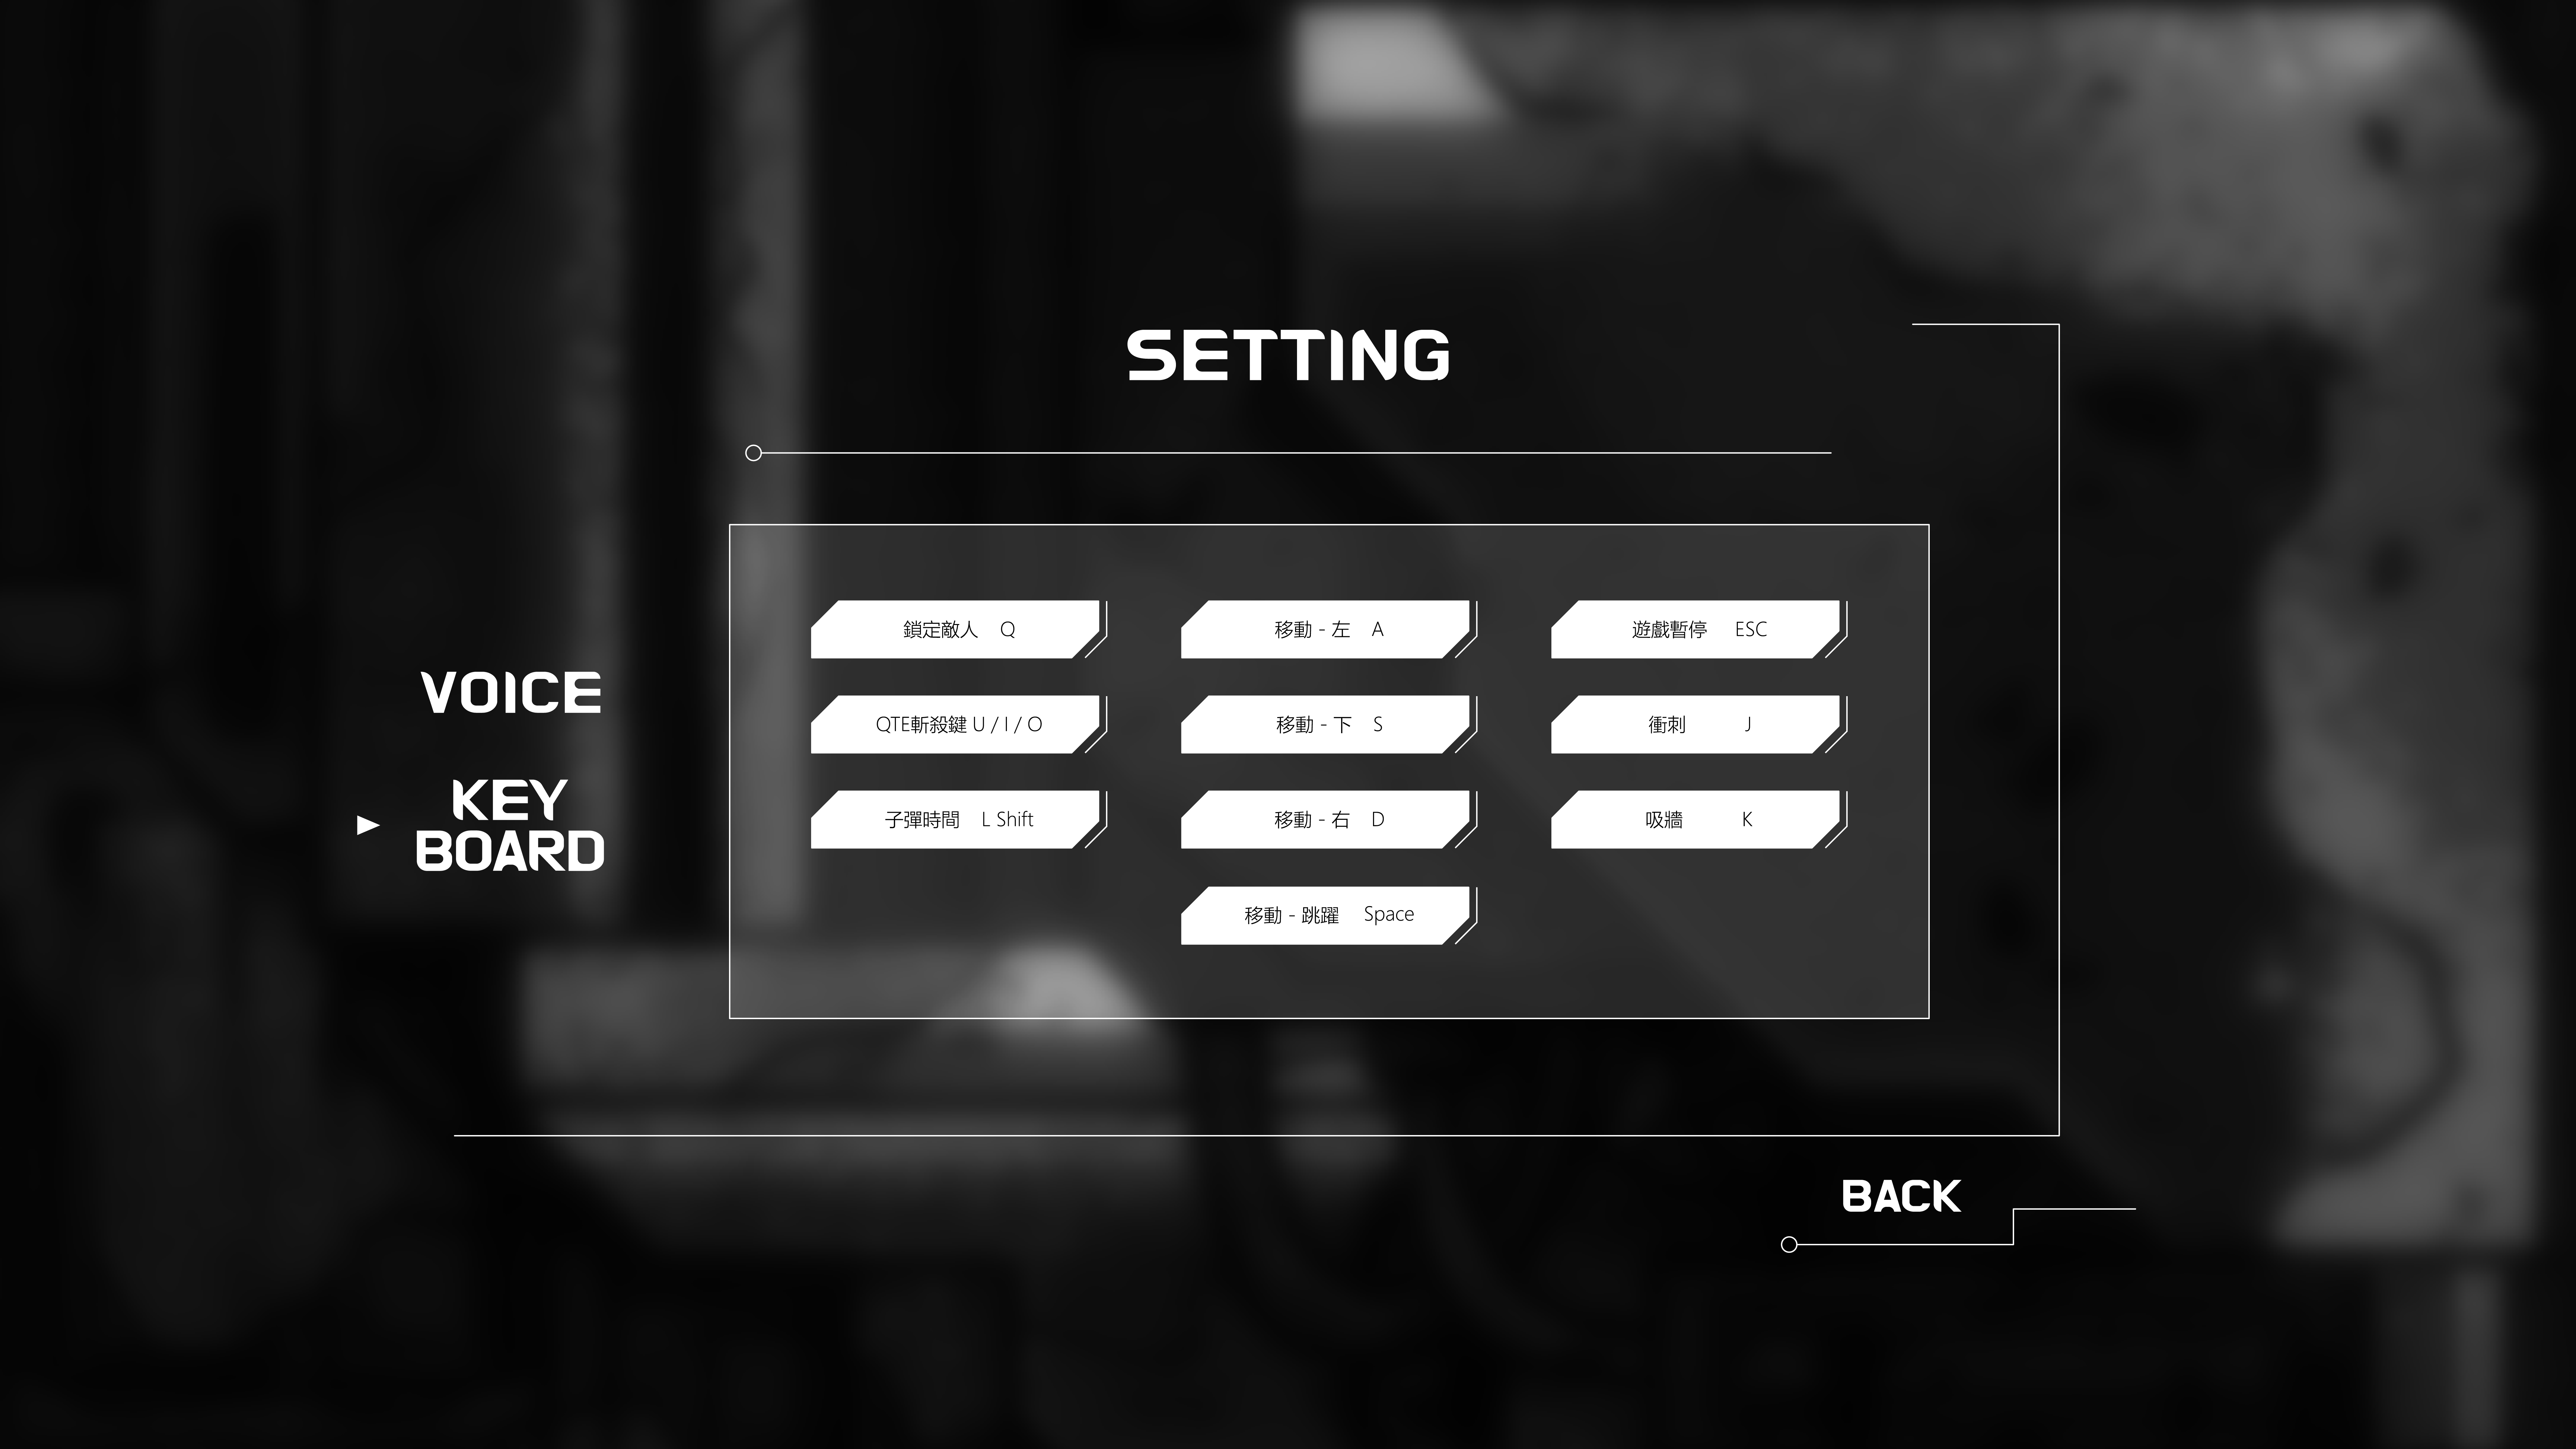 SETTING
VOICE
KEY
BOARD
鎖定敵人 Q
移動 - 左 A
遊戲暫停 ESC
QTE斬殺鍵 U / I / O
移動 - 下 S
衝刺 J
子彈時間 L Shift
移動 - 右 D
吸牆 K
移動 - 跳躍 Space
BACK